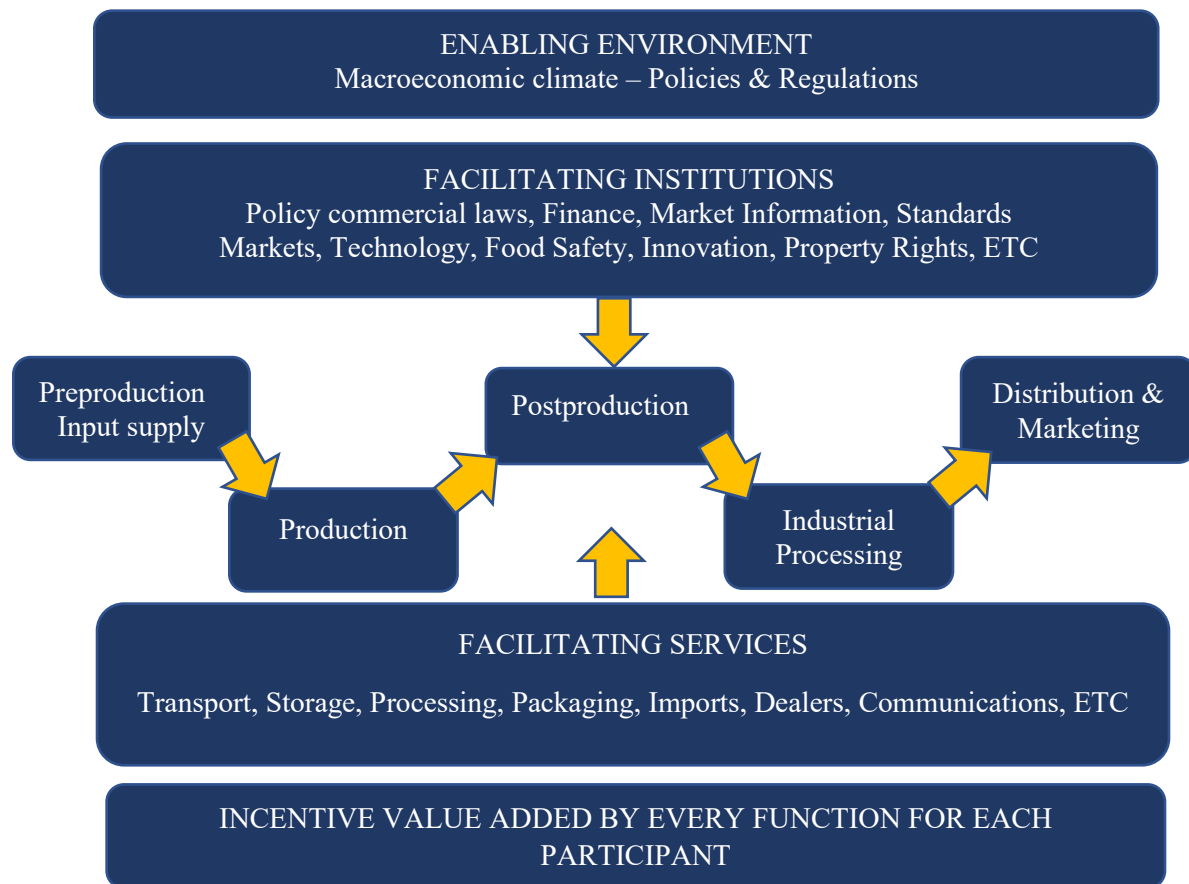 ENABLING ENVIRONMENT
Macroeconomic climate – Policies & Regulations
FACILITATING INSTITUTIONS
Policy commercial laws, Finance, Market Information, Standards
Markets, Technology, Food Safety, Innovation, Property Rights, ETC
Preproduction
Input supply
Production
Postproduction
Industrial
Processing
Distribution &
Marketing
FACILITATING SERVICES
Transport, Storage, Processing, Packaging, Imports, Dealers, Communications, ETC
INCENTIVE VALUE ADDED BY EVERY FUNCTION FOR EACH
PARTICIPANT